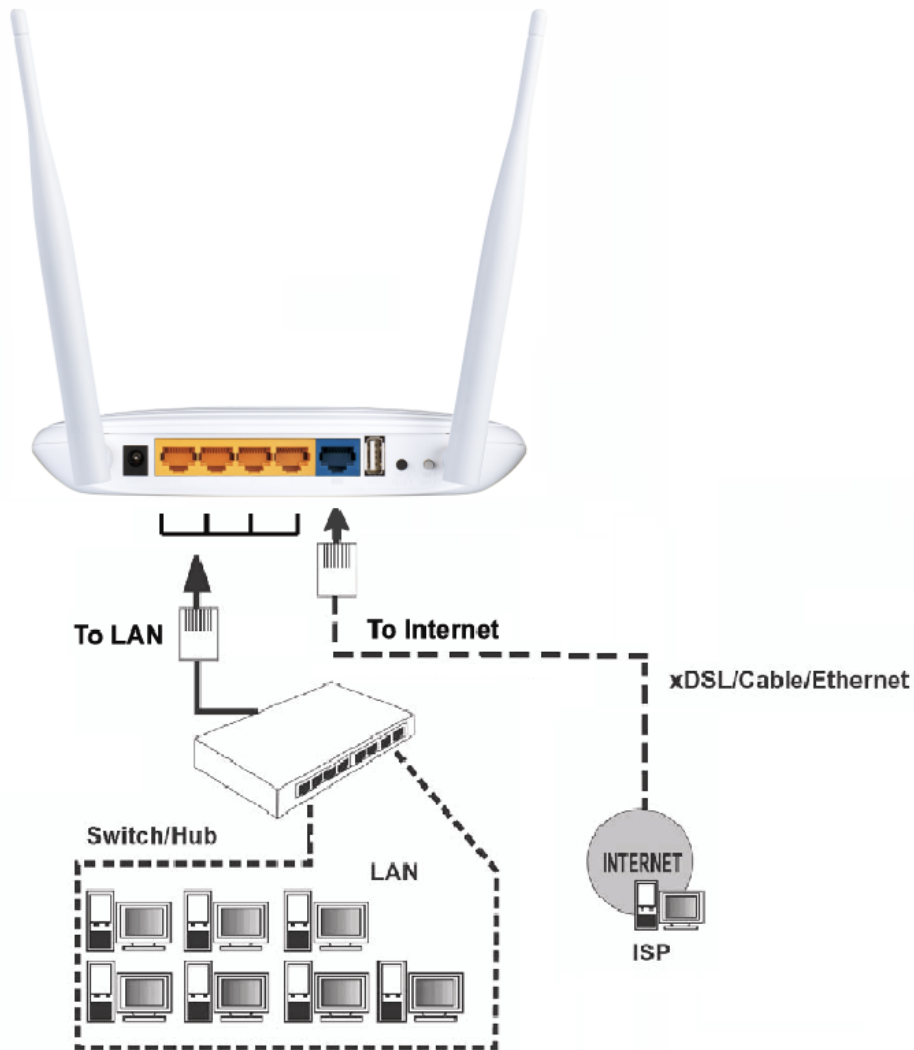 To LAN
To Internet
xDSL/Cable/Ethernet
Switch/Hub
LAN
INTERNET
ISP